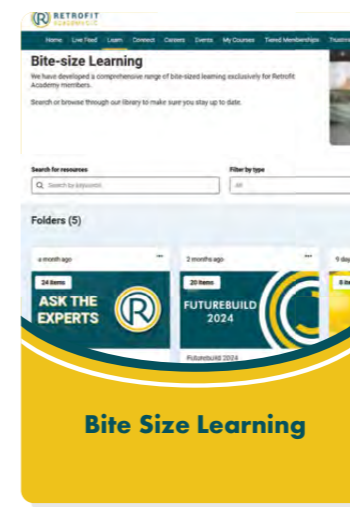 RETROFIT
ACADEMY CIC
Home Live Feed Learn Connect Careers Events My Courses Tiered Memberships
Bite-size Learning
We have developed a comprehensive range of bite-sized learning exclusively for Retrofit
Academy members.
Search or browse through our library to make sure you stay up to date.
Search for resources Filter by type
Search by keywords All
Folders (5)
a month ago ... 2 months ago ... 9
24 items 20 items
ASK THE
EXPERTS
R
FUTUREBUILD
2024
Futurebuild 2024
Bite Size Learning